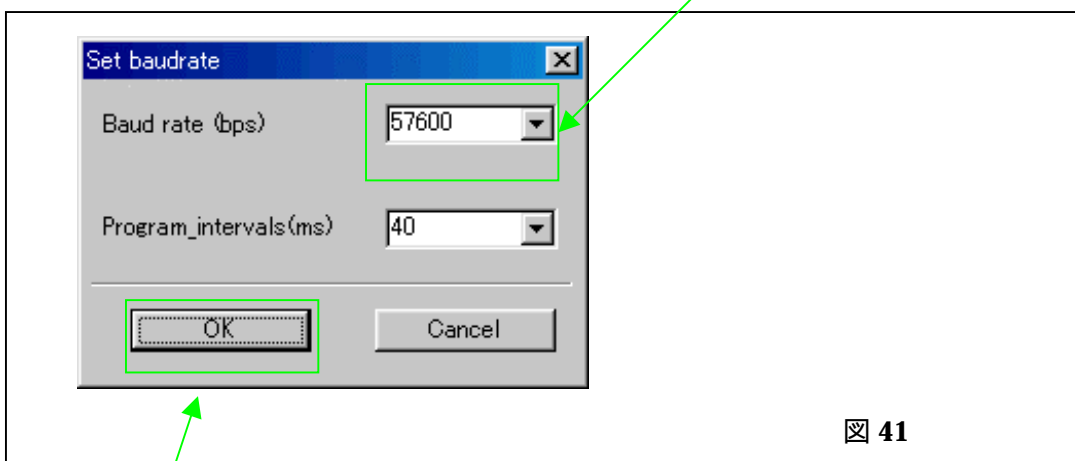 Set baudrate
Baud rate (bps)
57600
Program_intervals(ms)
40
OK
Cancel
図 41